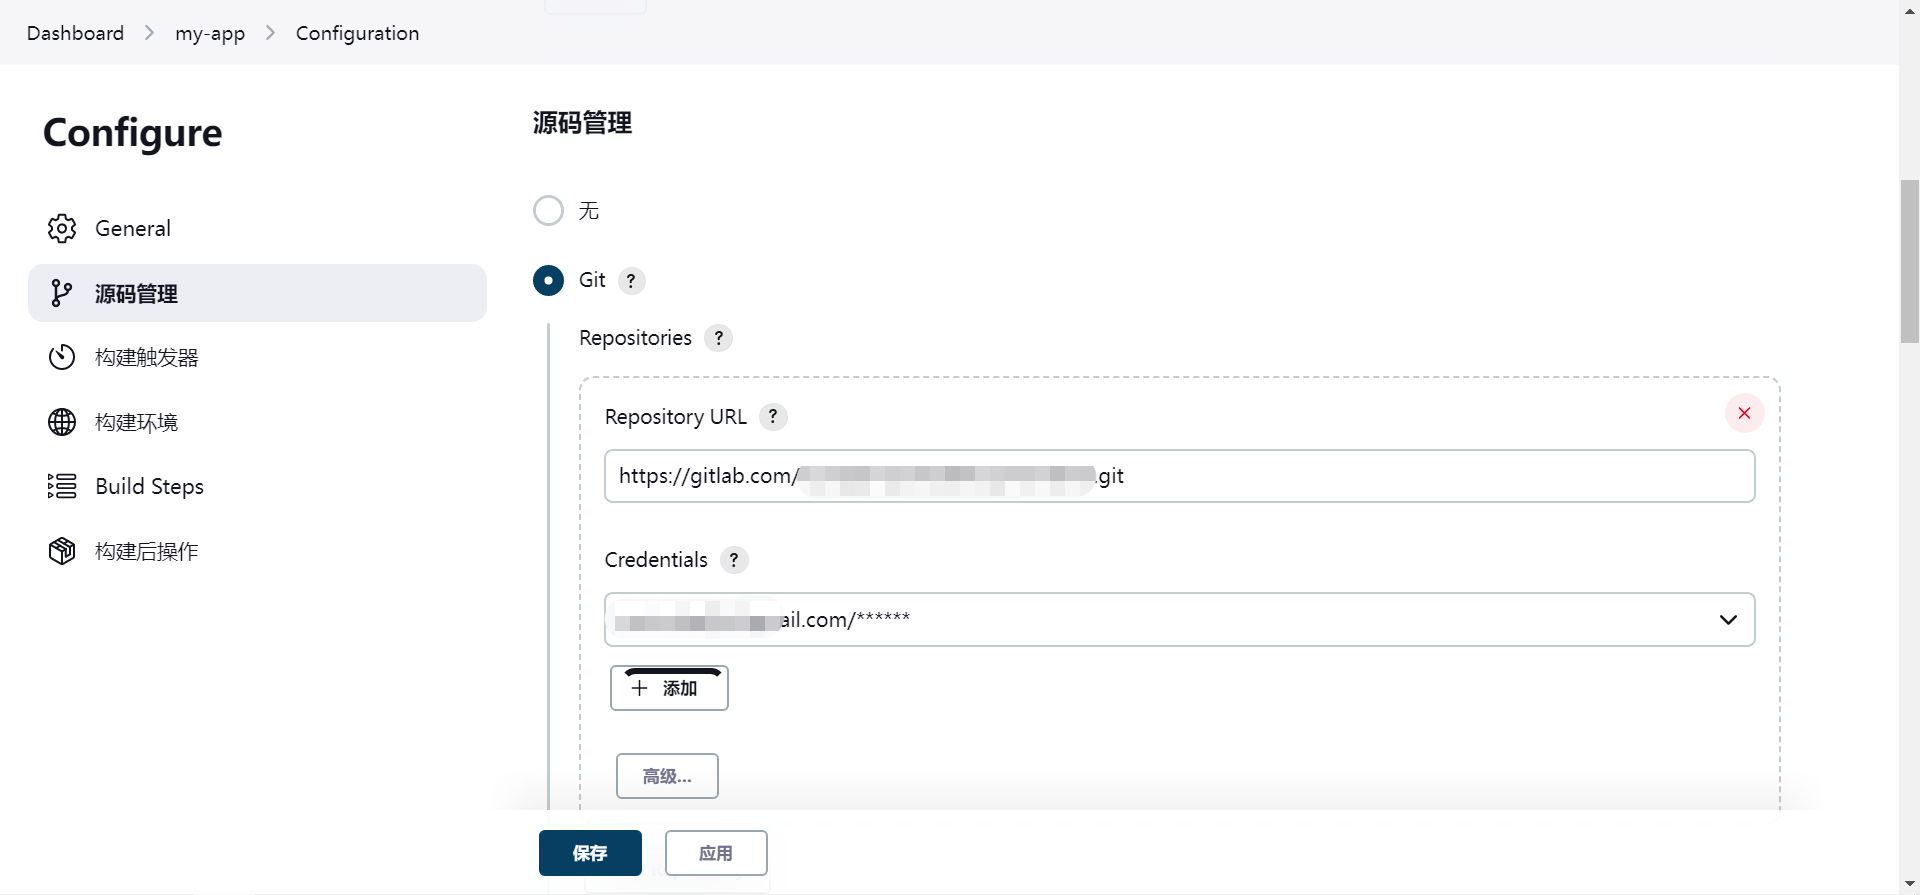 Dashboard my-app Configuration
Configure
General
源码管理
构建触发器
构建环境
Build Steps
构建后操作
源码管理
无
Git ?
Repositories ?
Repository URL ?
https://gitlab.com/ .git
Credentials ?
ail.com/******
添加
高级...
保存 应用